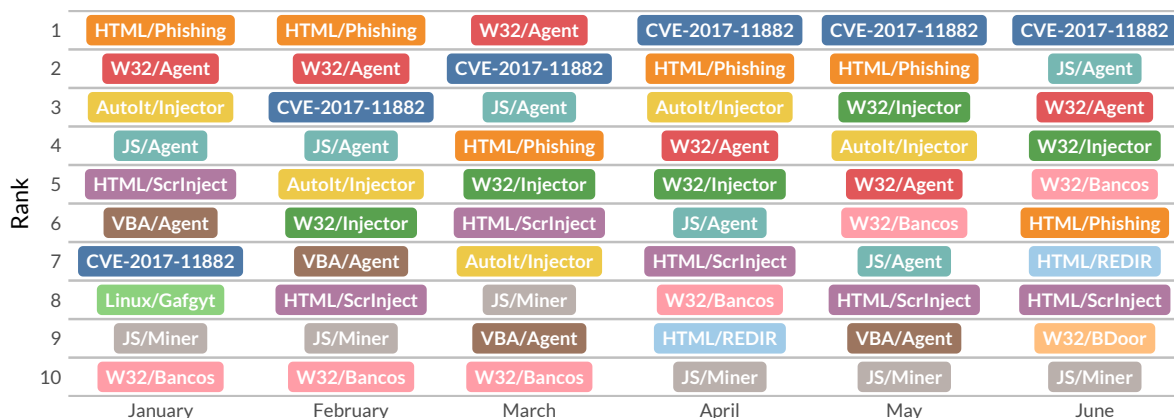 1 HTML/Phishing HTML/Phishing W32/Agent CVE-2017-11882 CVE-2017-11882 CVE-2017-11882
2 W32/Agent W32/Agent CVE-2017-11882 HTML/Phishing HTML/Phishing JS/Agent
3 AutoIt/Injector CVE-2017-11882 JS/Agent AutoIt/Injector W32/Injector W32/Agent
4 JS/Agent JS/Agent HTML/Phishing W32/Agent AutoIt/Injector W32/Injector
5 HTML/ScrInject AutoIt/Injector W32/Injector W32/Injector W32/Agent W32/Bancos
6 VBA/Agent W32/Injector HTML/ScrInject JS/Agent W32/Bancos HTML/Phishing
7 CVE-2017-11882 VBA/Agent AutoIt/Injector HTML/ScrInject JS/Agent HTML/REDIR
8 Linux/Gafgyt HTML/ScrInject JS/Miner W32/Bancos HTML/ScrInject HTML/ScrInject
9 JS/Miner JS/Miner VBA/Agent HTML/REDIR VBA/Agent W32/BDoor
10 W32/Bancos W32/Bancos W32/Bancos JS/Miner JS/Miner JS/Miner
January February March April May June
Rank